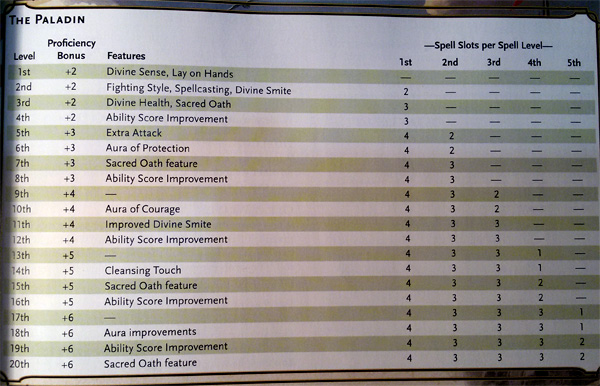 THE PALADIN
Proficiency —Spell Slots per Spell Level—
Level Bonus Features 1st 2nd 3rd 4th 5th
1st +2 Divine Sense, Lay on Hands — — — — —
2nd +2 Fighting Style, Spellcasting, Divine Smite 2 — — — —
3rd +2 Divine Health, Sacred Oath 3 — — — —
4th +2 Ability Score Improvement 3 — — — —
5th +3 Extra Attack 4 2 — — —
6th +3 Aura of Protection 4 2 — — —
7th +3 Sacred Oath feature 4 3 — — —
8th +3 Ability Score Improvement 4 3 — — —
9th +4 — 4 3 2 — —
10th +4 Aura of Courage 4 3 2 — —
11th +4 Improved Divine Smite 4 3 3 — —
12th +4 Ability Score Improvement 4 3 3 — —
13th +5 — 4 3 3 1 —
14th +5 Cleansing Touch 4 3 3 1 —
15th +5 Sacred Oath feature 4 3 3 2 —
16th +5 Ability Score Improvement 4 3 3 2 —
17th +6 — 4 3 3 3 1
18th +6 Aura improvements 4 3 3 3 1
19th +6 Ability Score Improvement 4 3 3 3 2
20th +6 Sacred Oath feature 4 3 3 3 2